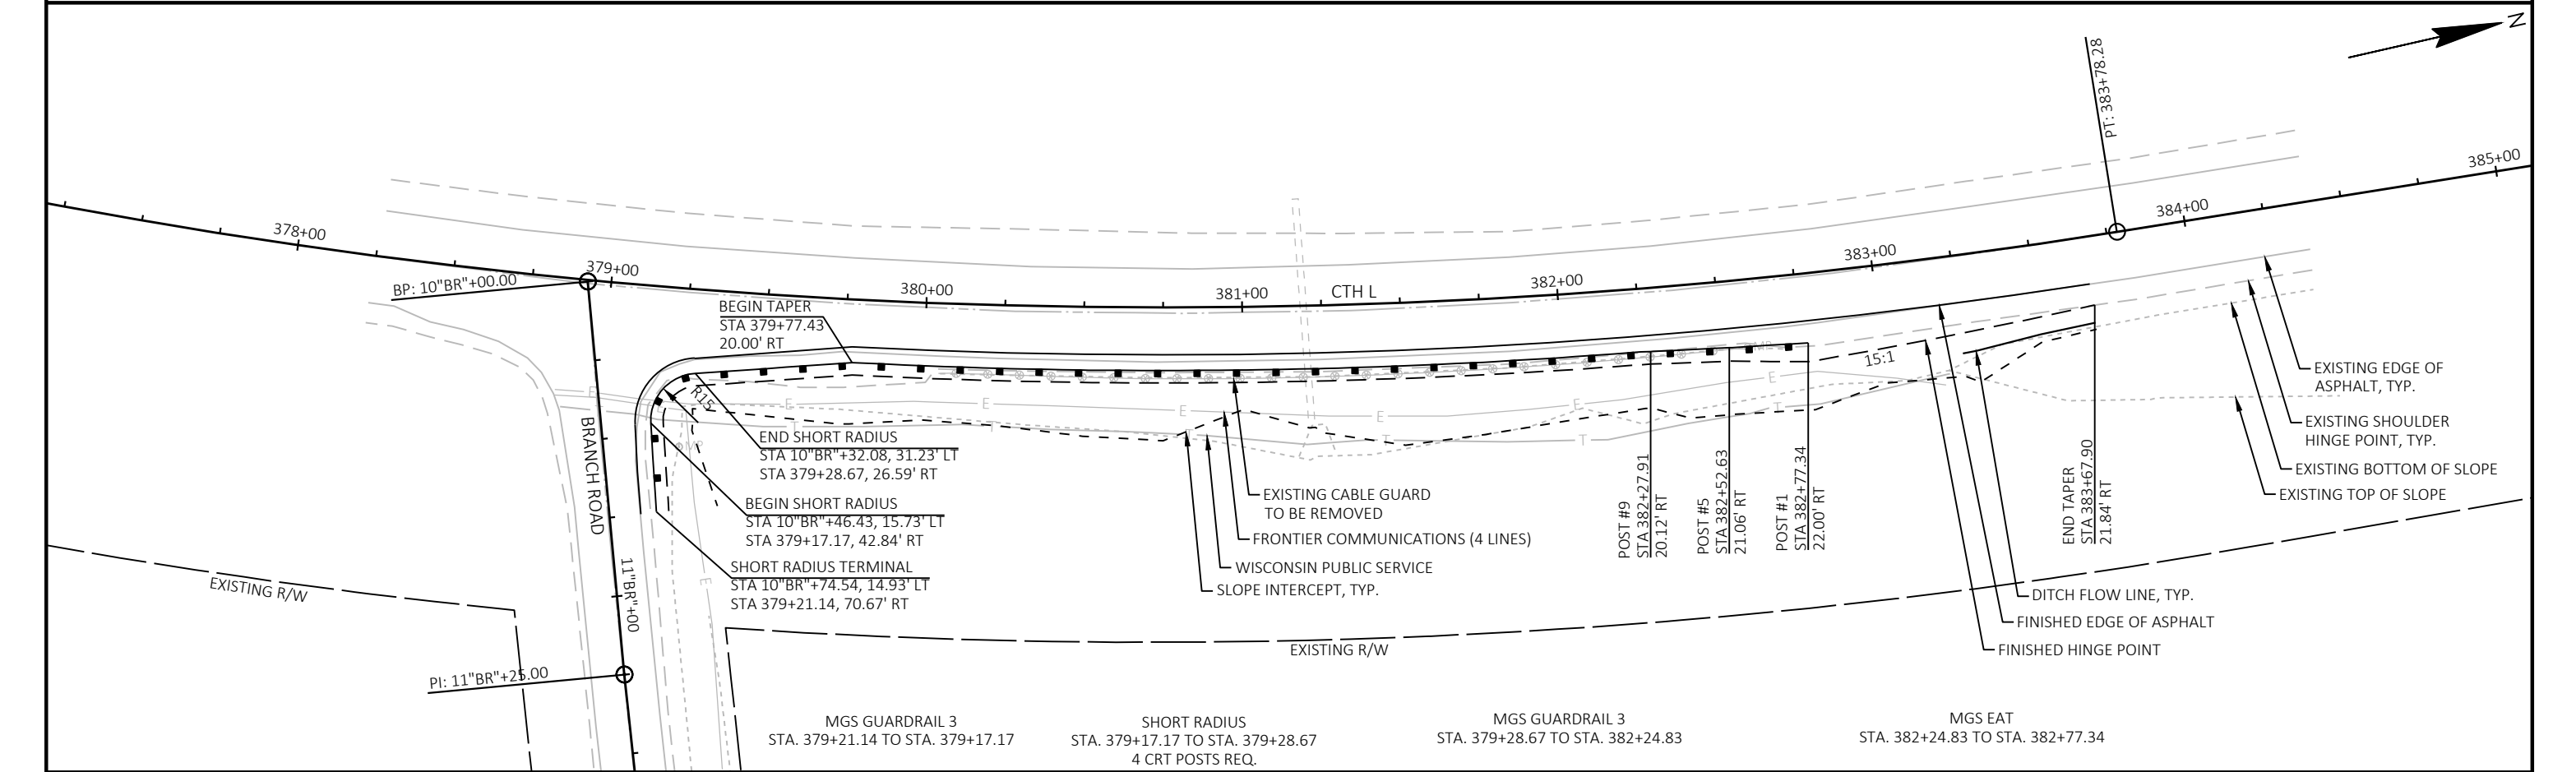 N
PT: 383+78.28
385+00
384+00
378+00
379+00
BP: 10"BR"+00.00
380+00
381+00
CTH L
382+00
383+00
BEGIN TAPER
STA 379+77.43
20.00' RT
15:1
R15
E
E
E
E
E
E
E
T
T
T
T
T
BRANCH ROAD
11"BR"+00
END SHORT RADIUS
STA 10"BR"+32.08, 31.23' LT
STA 379+28.67, 26.59' RT
BEGIN SHORT RADIUS
STA 10"BR"+46.43, 15.73' LT
STA 379+17.17, 42.84' RT
SHORT RADIUS TERMINAL
STA 10"BR"+74.54, 14.93' LT
STA 379+21.14, 70.67' RT
EXISTING CABLE GUARD
TO BE REMOVED
FRONTIER COMMUNICATIONS (4 LINES)
WISCONSIN PUBLIC SERVICE
SLOPE INTERCEPT, TYP.
POST #9
STA 382+27.91
20.12' RT
POST #5
STA 382+52.63
21.06' RT
POST #1
STA 382+77.34
22.00' RT
END TAPER
STA 383+67.90
21.84' RT
EXISTING EDGE OF
ASPHALT, TYP.
EXISTING SHOULDER
HINGE POINT, TYP.
EXISTING BOTTOM OF SLOPE
EXISTING TOP OF SLOPE
DITCH FLOW LINE, TYP.
FINISHED EDGE OF ASPHALT
FINISHED HINGE POINT
EXISTING R/W
EXISTING R/W
PI: 11"BR"+25.00
MGS GUARDRAIL 3
STA. 379+21.14 TO STA. 379+17.17
SHORT RADIUS
STA. 379+17.17 TO STA. 379+28.67
4 CRT POSTS REQ.
MGS GUARDRAIL 3
STA. 379+28.67 TO STA. 382+24.83
MGS EAT
STA. 382+24.83 TO STA. 382+77.34